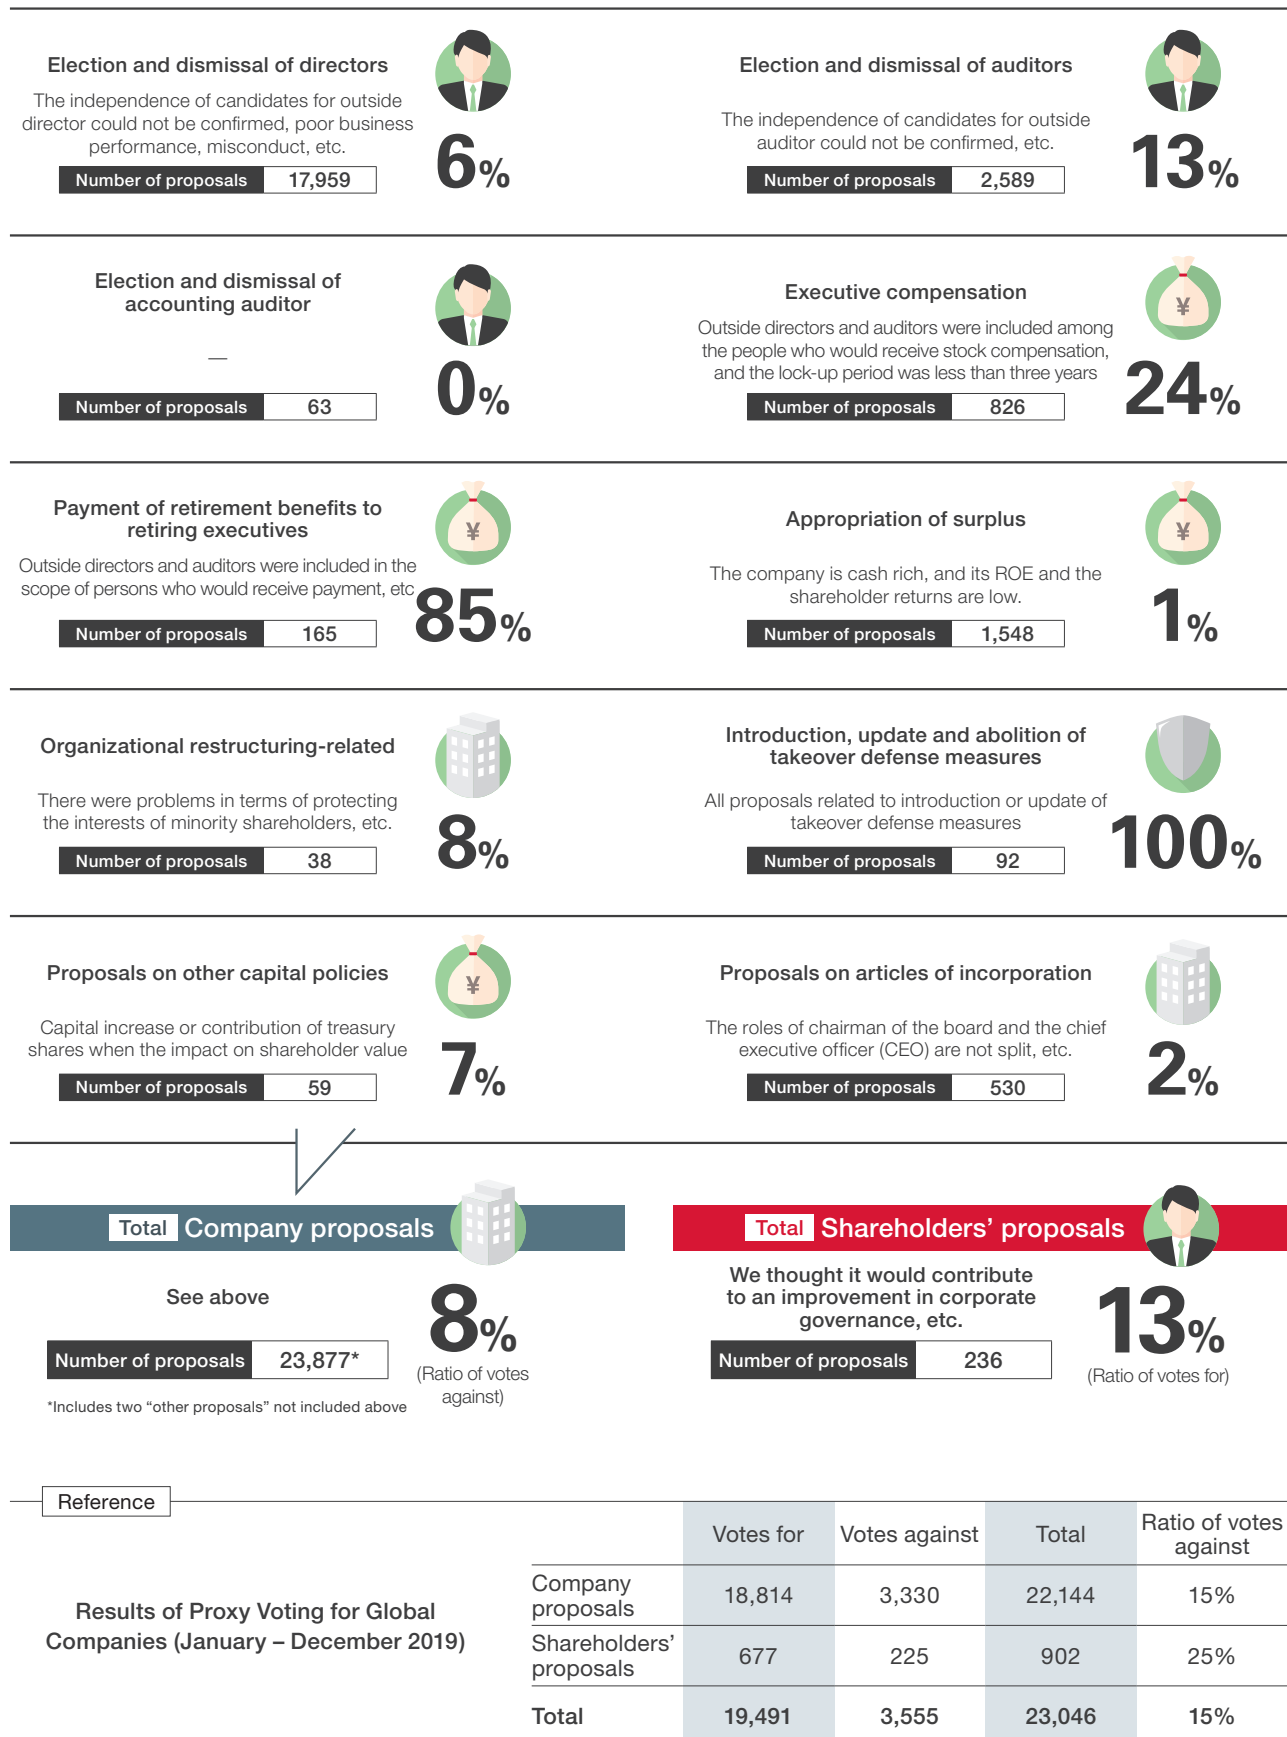 Election and dismissal of directors
The independence of candidates for outside
director could not be confirmed, poor business
performance, misconduct, etc.
Number of proposals 17,959
6%
Election and dismissal of auditors
The independence of candidates for outside
auditor could not be confirmed, etc.
Number of proposals 2,589
13%
Election and dismissal of
accounting auditor
—
Number of proposals 63
0%
Executive compensation
Outside directors and auditors were included among
the people who would receive stock compensation,
and the lock-up period was less than three years
Number of proposals 826
¥
24%
Payment of retirement benefits to
retiring executives
Outside directors and auditors were included in the
scope of persons who would receive payment, etc
Number of proposals 165
¥
85%
Appropriation of surplus
The company is cash rich, and its ROE and the
shareholder returns are low.
Number of proposals 1,548
¥
1%
Organizational restructuring-related
There were problems in terms of protecting
the interests of minority shareholders, etc.
Number of proposals 38
8%
Introduction, update and abolition of
takeover defense measures
All proposals related to introduction or update of
takeover defense measures
Number of proposals 92
100%
Proposals on other capital policies
Capital increase or contribution of treasury
shares when the impact on shareholder value
Number of proposals 59
¥
7%
Proposals on articles of incorporation
The roles of chairman of the board and the chief
executive officer (CEO) are not split, etc.
Number of proposals 530
2%
Total Company proposals
See above
Number of proposals 23,877*
*Includes two “other proposals” not included above
8%
(Ratio of votes
against)
Total Shareholders’ proposals
We thought it would contribute
to an improvement in corporate
governance, etc.
Number of proposals 236
13%
(Ratio of votes for)
Reference
Results of Proxy Voting for Global
Companies (January – December 2019)
Votes for Votes against Total Ratio of votes
against
Company
proposals 18,814 3,330 22,144 15%
Shareholders’
proposals 677 225 902 25%
Total 19,491 3,555 23,046 15%